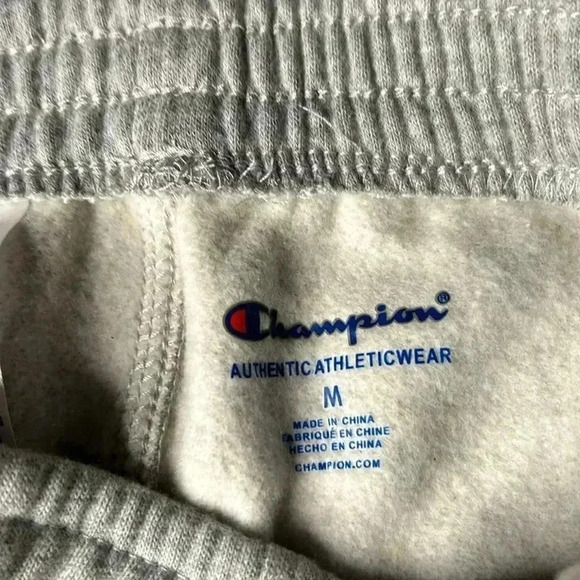 Champion®
AUTHENTIC ATHLETICWEAR
M
MADE IN CHINA
FABRIQUÉ EN CHINE
HECHO EN CHINA
CHAMPION.COM